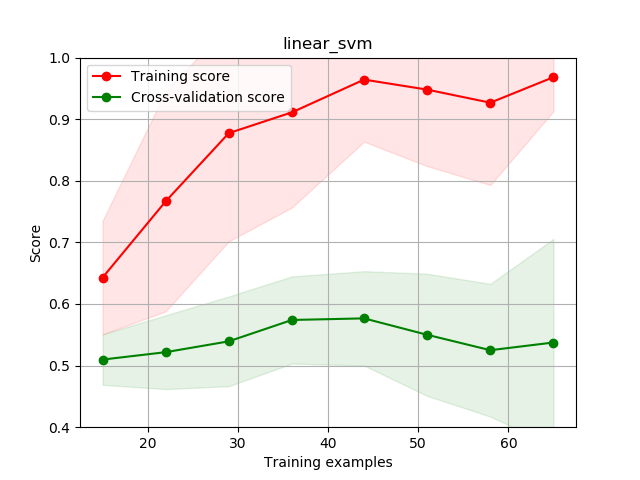 linear_svm
Training score
Cross-validation score
1.0
0.9
0.8
0.7
0.6
0.5
0.4
Score
20
30
40
50
60
Training examples